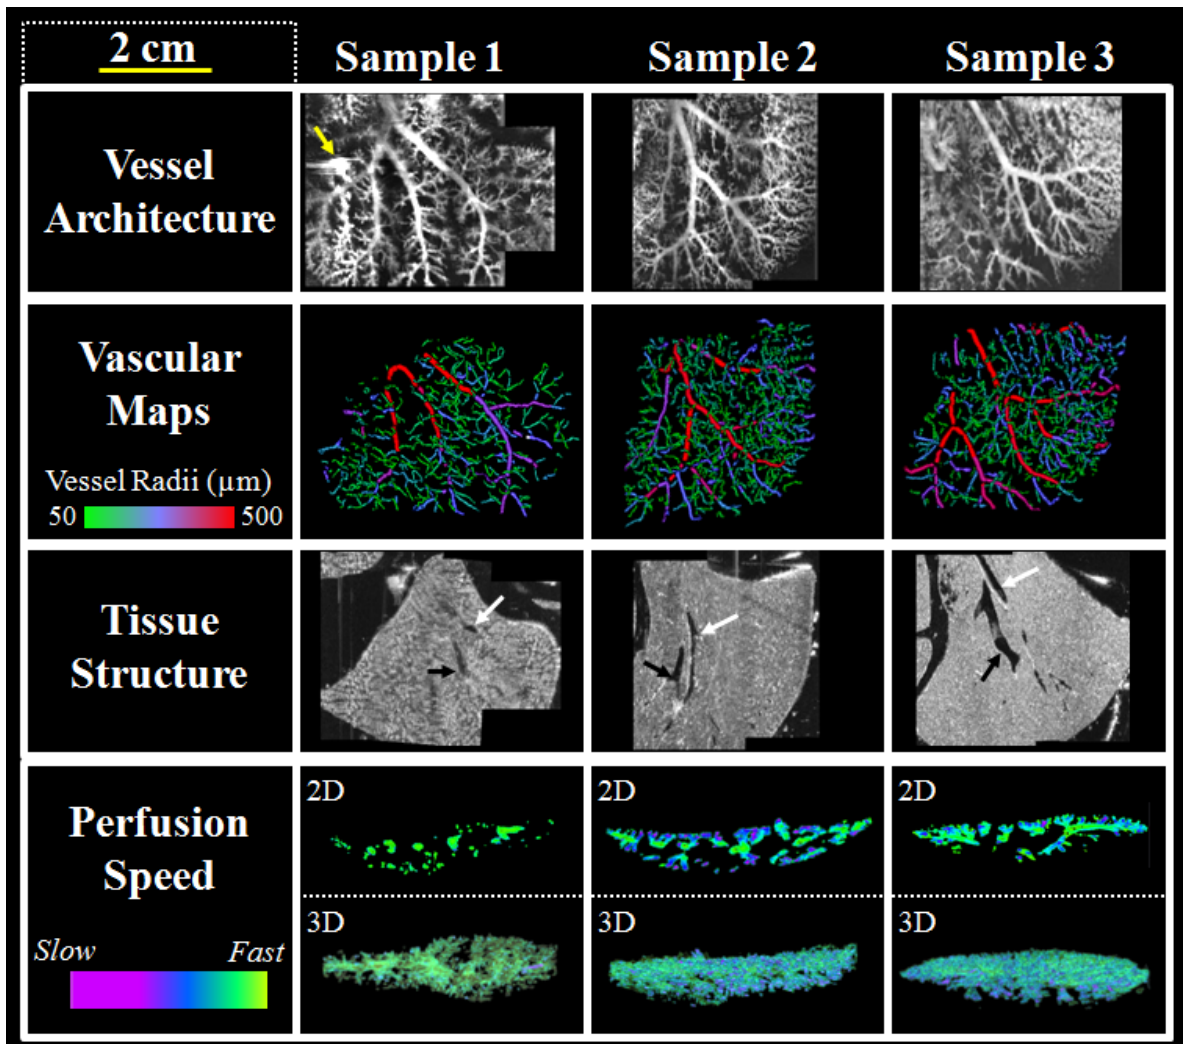 2 cm
Sample 1
Sample 2
Sample 3
Vessel
Architecture
Vascular
Maps
Vessel Radii (µm)
50
500
Tissue
Structure
Perfusion
Speed
Slow
Fast
2D
2D
2D
3D
3D
3D